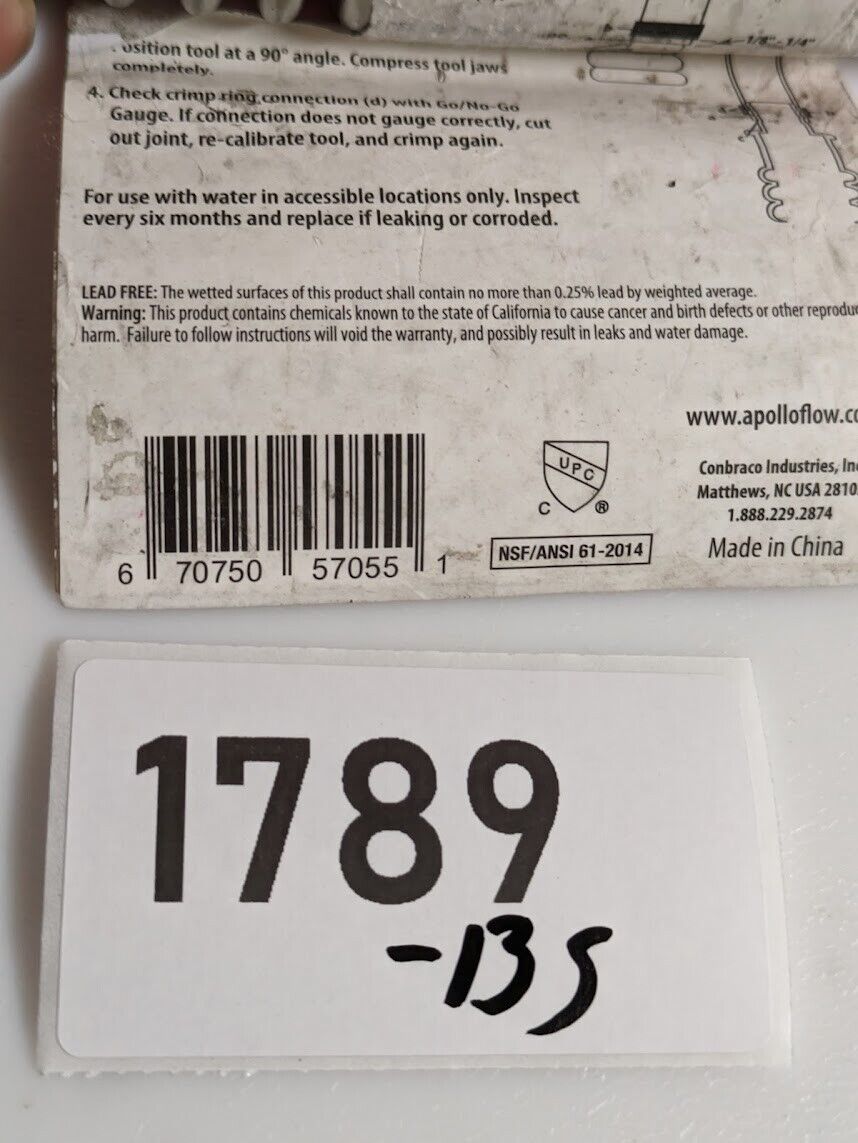 1/8"-1/4"
osition tool at a 90° angle. Compress tool jaws
completely.
4. Check crimp ring connection (d) with Go/No-Go
Gauge. If connection does not gauge correctly, cut
out joint, re-calibrate tool, and crimp again.
For use with water in accessible locations only. Inspect
every six months and replace if leaking or corroded.
LEAD FREE: The wetted surfaces of this product shall contain no more than 0.25% lead by weighted average.
Warning: This product contains chemicals known to the state of California to cause cancer and birth defects or other reproduc
harm. Failure to follow instructions will void the warranty, and possibly result in leaks and water damage.
www.apolloflow.co
Conbraco Industries, In
Matthews, NC USA 2810
1.888.229.2874
Made in China
UPC
C ®
NSF/ANSI 61-2014
6 70750 57055 1
1789
-13 S